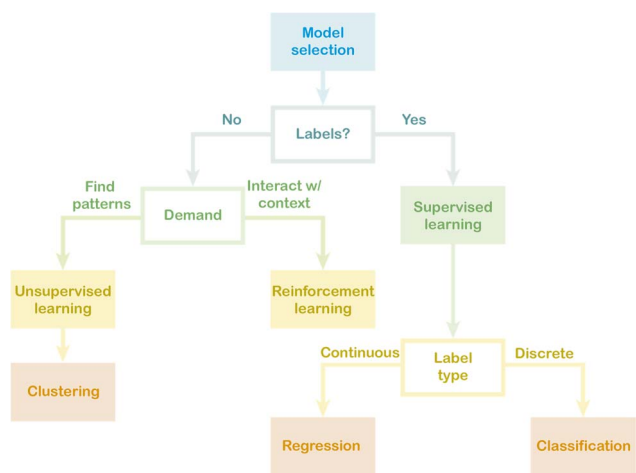 Model
selection
No
Labels?
Yes
Find
patterns
Demand
Interact w/
context
Supervised
learning
Unsupervised
learning
Reinforcement
learning
Continuous
Label
type
Discrete
Clustering
Regression
Classification